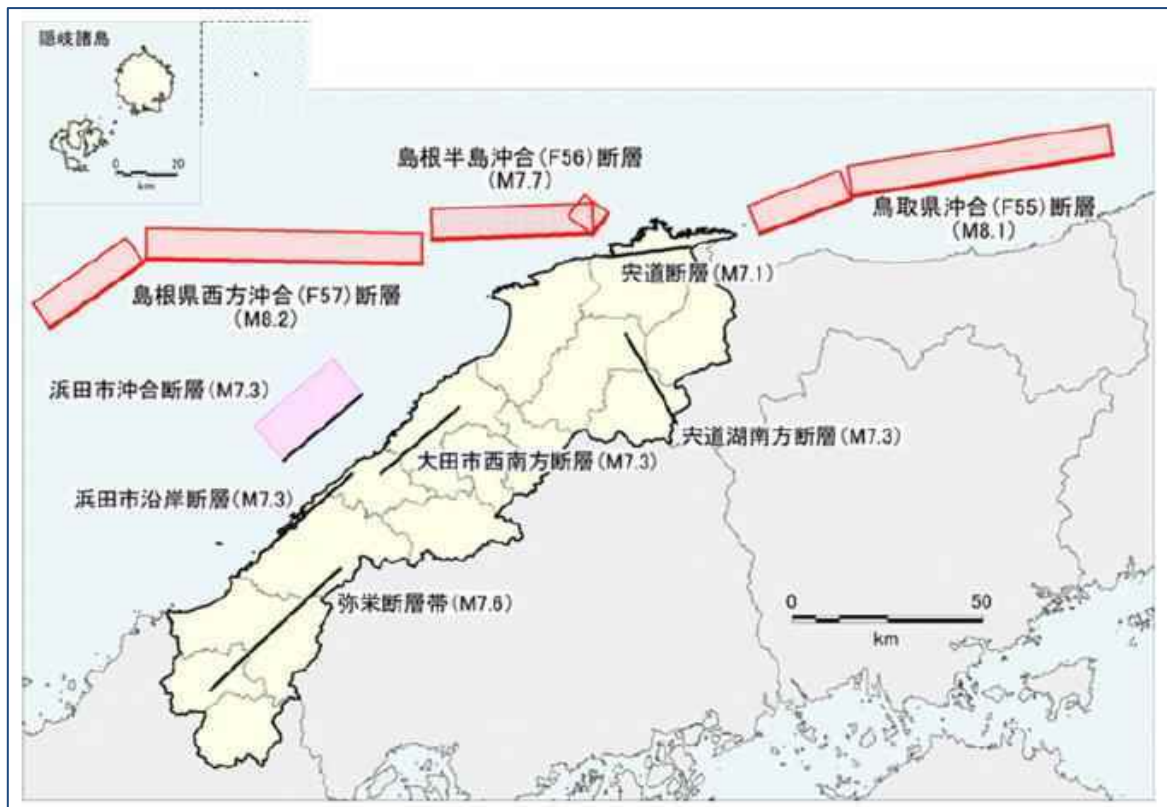 隠岐諸島
0 20
km
島根半島沖合(F56)断層
(M7.7)
鳥取県沖合(F55)断層
(M8.1)
宍道断層(M7.1)
島根県西方沖合(F57)断層
(M8.2)
浜田市沖合断層(M7.3)
宍道湖南方断層(M7.3)
大田市西南方断層(M7.3)
浜田市沿岸断層(M7.3)
弥栄断層帯(M7.6)
0 50
km